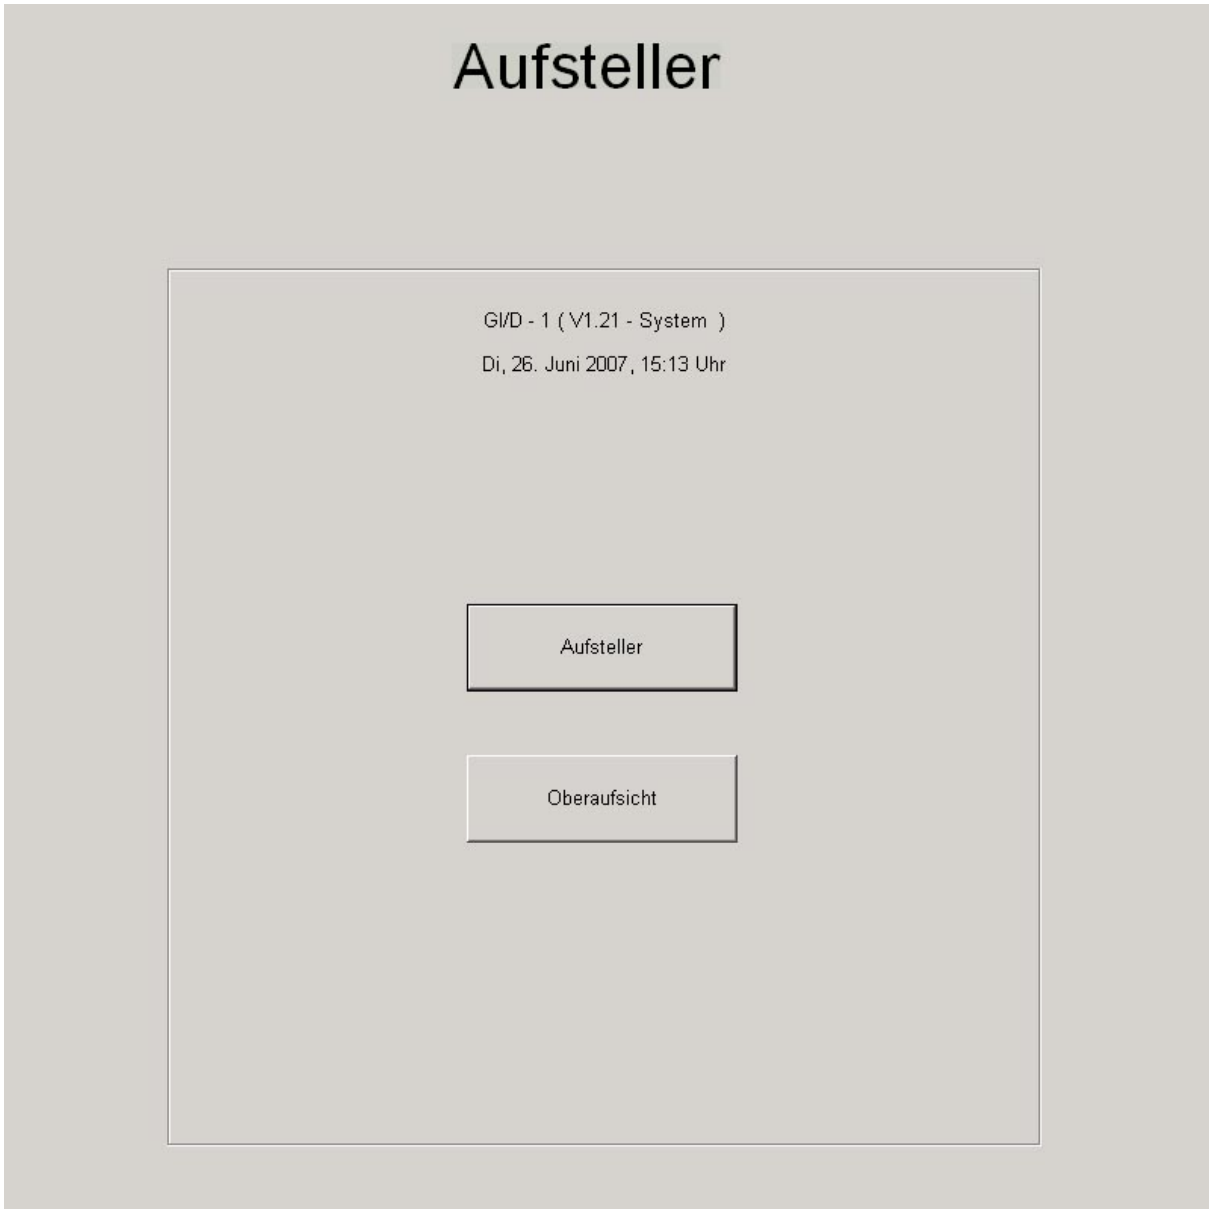 Aufsteller
GI/D - 1 ( V1.21 - System  )
Di, 26. Juni 2007, 15:13 Uhr
Aufsteller
Oberaufsicht